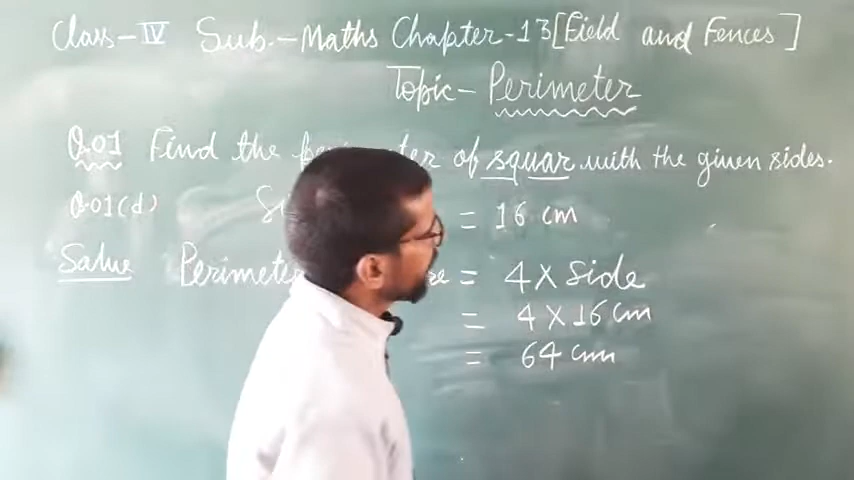 Class-IV Sub.-Maths Chapter-13[Field and Fences]
Topic- Perimeter
Q.01 Find the of squar with the given sides.
Q.01(d) = 16 cm
Salue Perimeter = 4 X Side
= 4 X 16 cm
= 64 cm